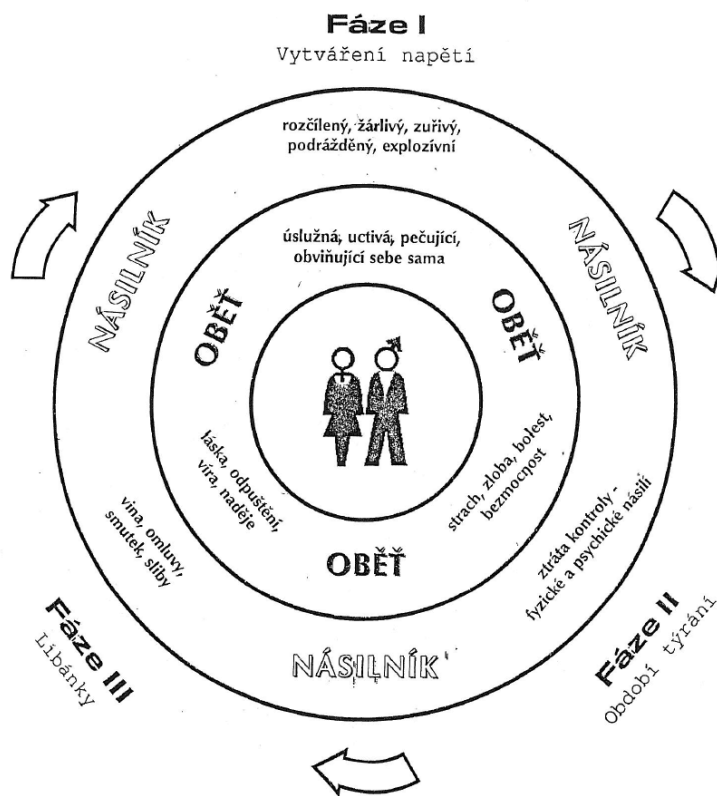 Fáze I
Vytváření napětí
rozčílený, žárlivý, zuřivý,
podrážděný, explozívní
NÁSILNÍK
NÁSILNÍK
úslužná, uctivá, pečující,
obviňující sebe sama
OBĚŤ
OBĚŤ
láska, odpuštění,
víra, naděje
strach, zloba, bolest,
bezmocnost
vina, omluvy,
smutek, sliby
ztráta kontroly -
fyzické a psychické násilí
OBĚŤ
NÁSILNÍK
Fáze III
Líbánky
Fáze II
Období týrání